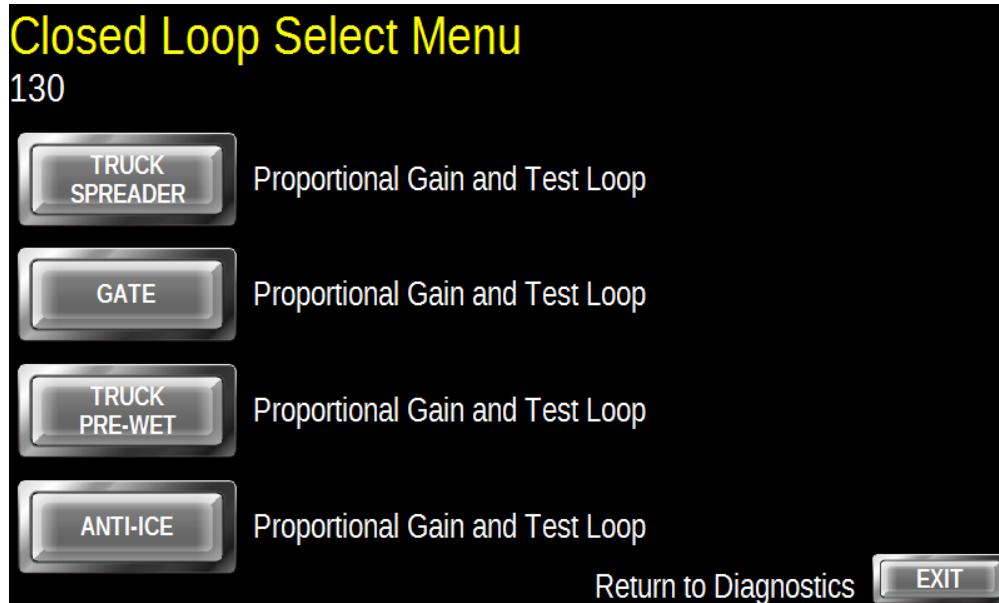 Closed Loop Select Menu
130
TRUCK
SPREADER
Proportional Gain and Test Loop
GATE
Proportional Gain and Test Loop
TRUCK
PRE-WET
Proportional Gain and Test Loop
ANTI-ICE
Proportional Gain and Test Loop
Return to Diagnostics
EXIT